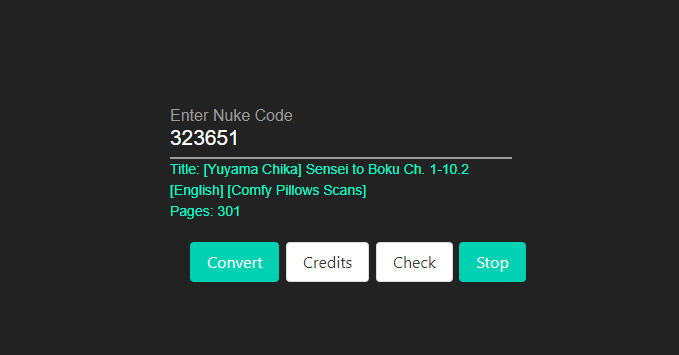 Enter Nuke Code
323651
Title: [Yuyama Chika] Sensei to Boku Ch. 1-10.2
[English] [Comfy Pillows Scans]
Pages: 301
Convert Credits Check Stop